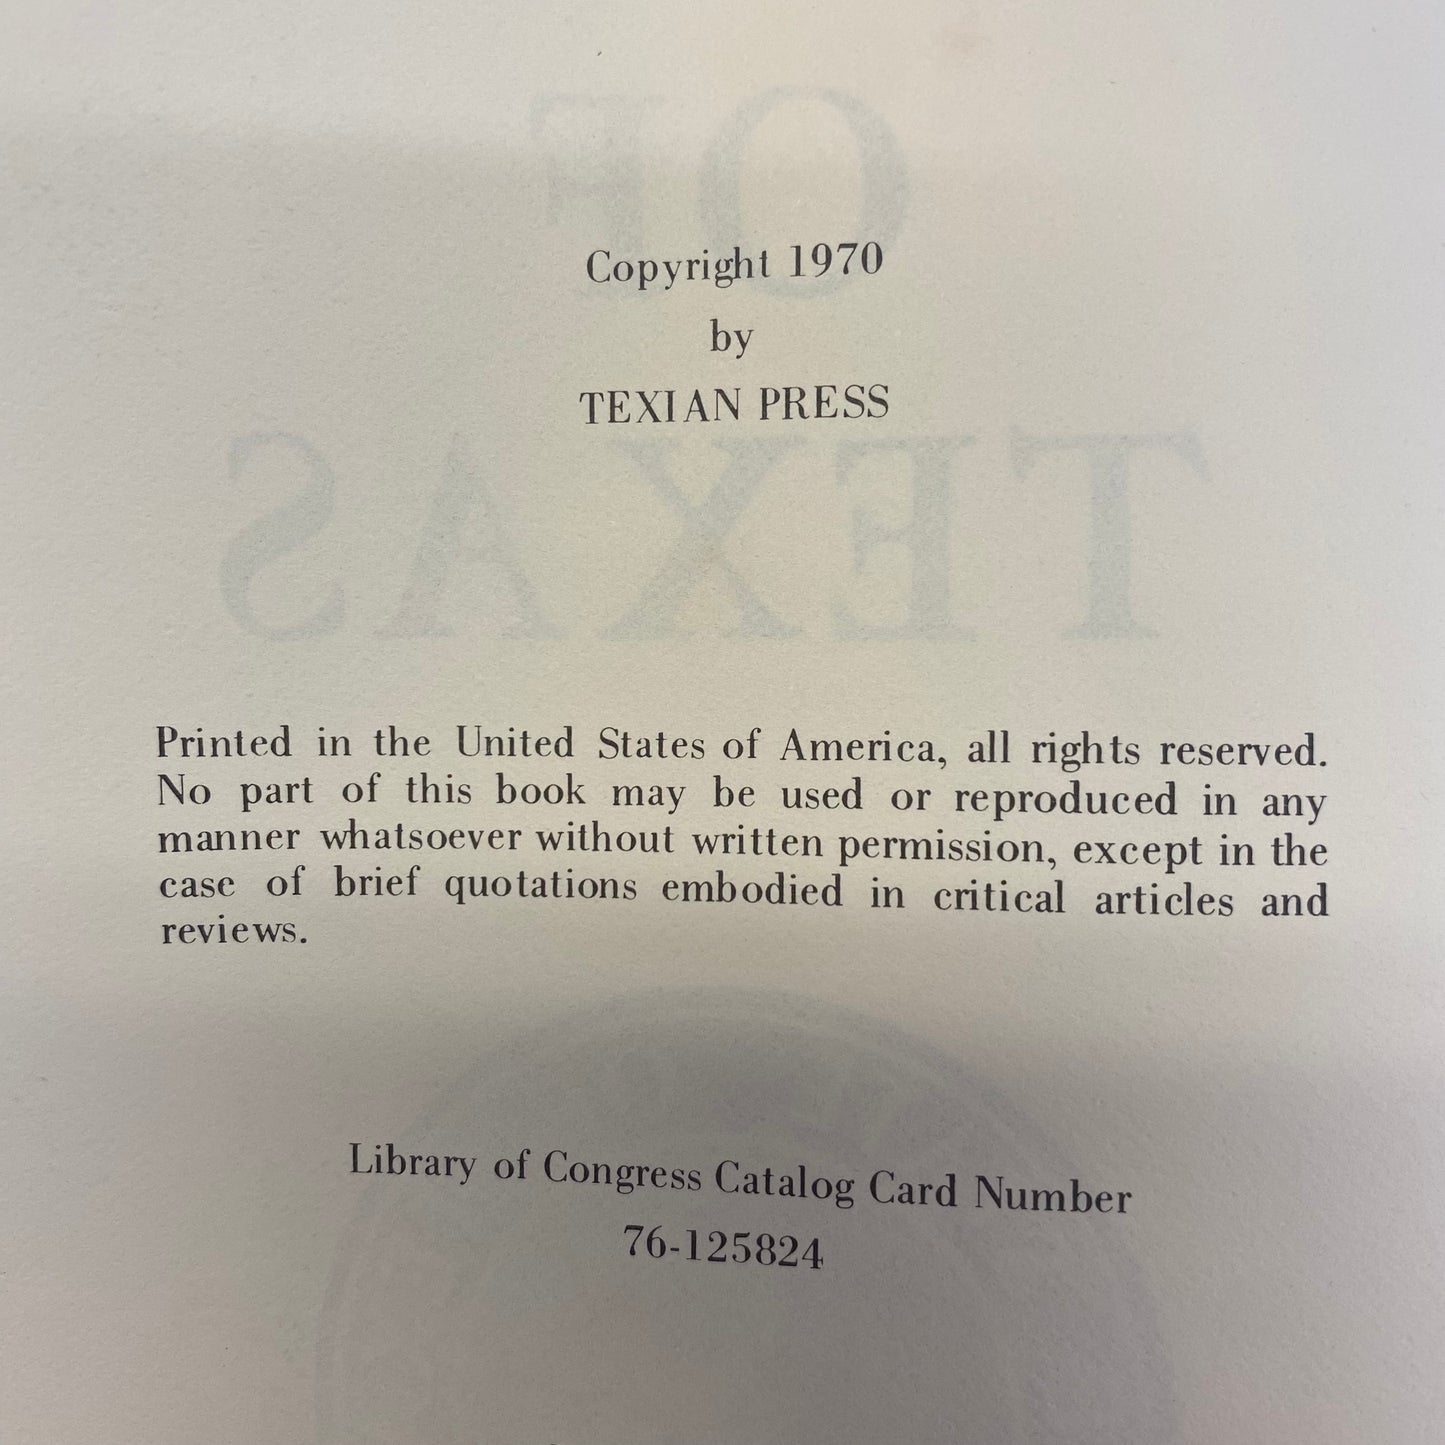 OF
TEXAS
Copyright 1970
by
TEXIAN PRESS
Printed in the United States of America, all rights reserved.
No part of this book may be used or reproduced in any
manner whatsoever without written permission, except in the
case of brief quotations embodied in critical articles and
reviews.
Library of Congress Catalog Card Number
76-125824